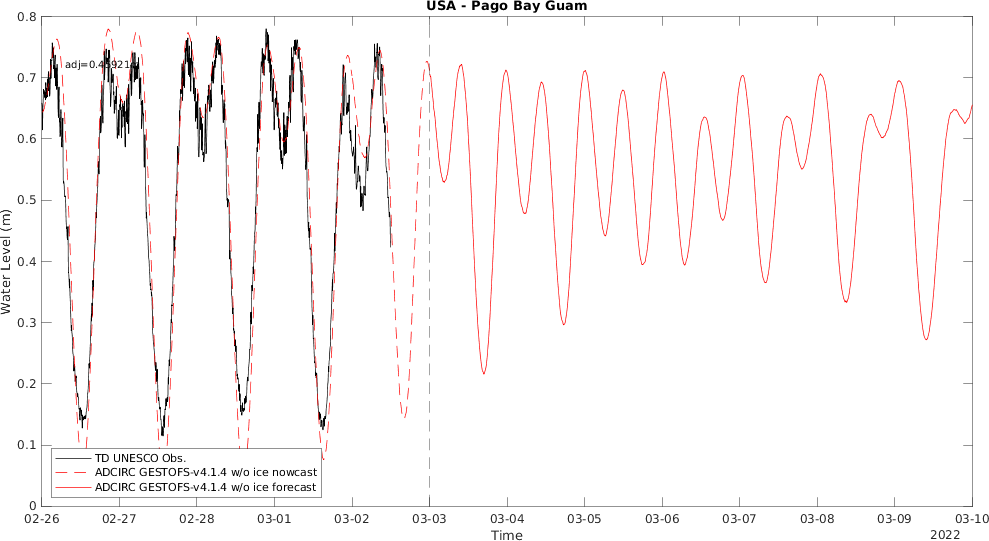 USA - Pago Bay Guam
0.8
0.7
0.6
0.5
0.4
0.3
0.2
0.1
0
Water Level (m)
TD UNESCO Obs.
ADCIRC GESTOFS-v4.1.4 w/o ice nowcast
ADCIRC GESTOFS-v4.1.4 w/o ice forecast
02-26 02-27 02-28 03-01 03-02 03-03 03-04 03-05 03-06 03-07 03-08 03-09 03-10
Time
2022